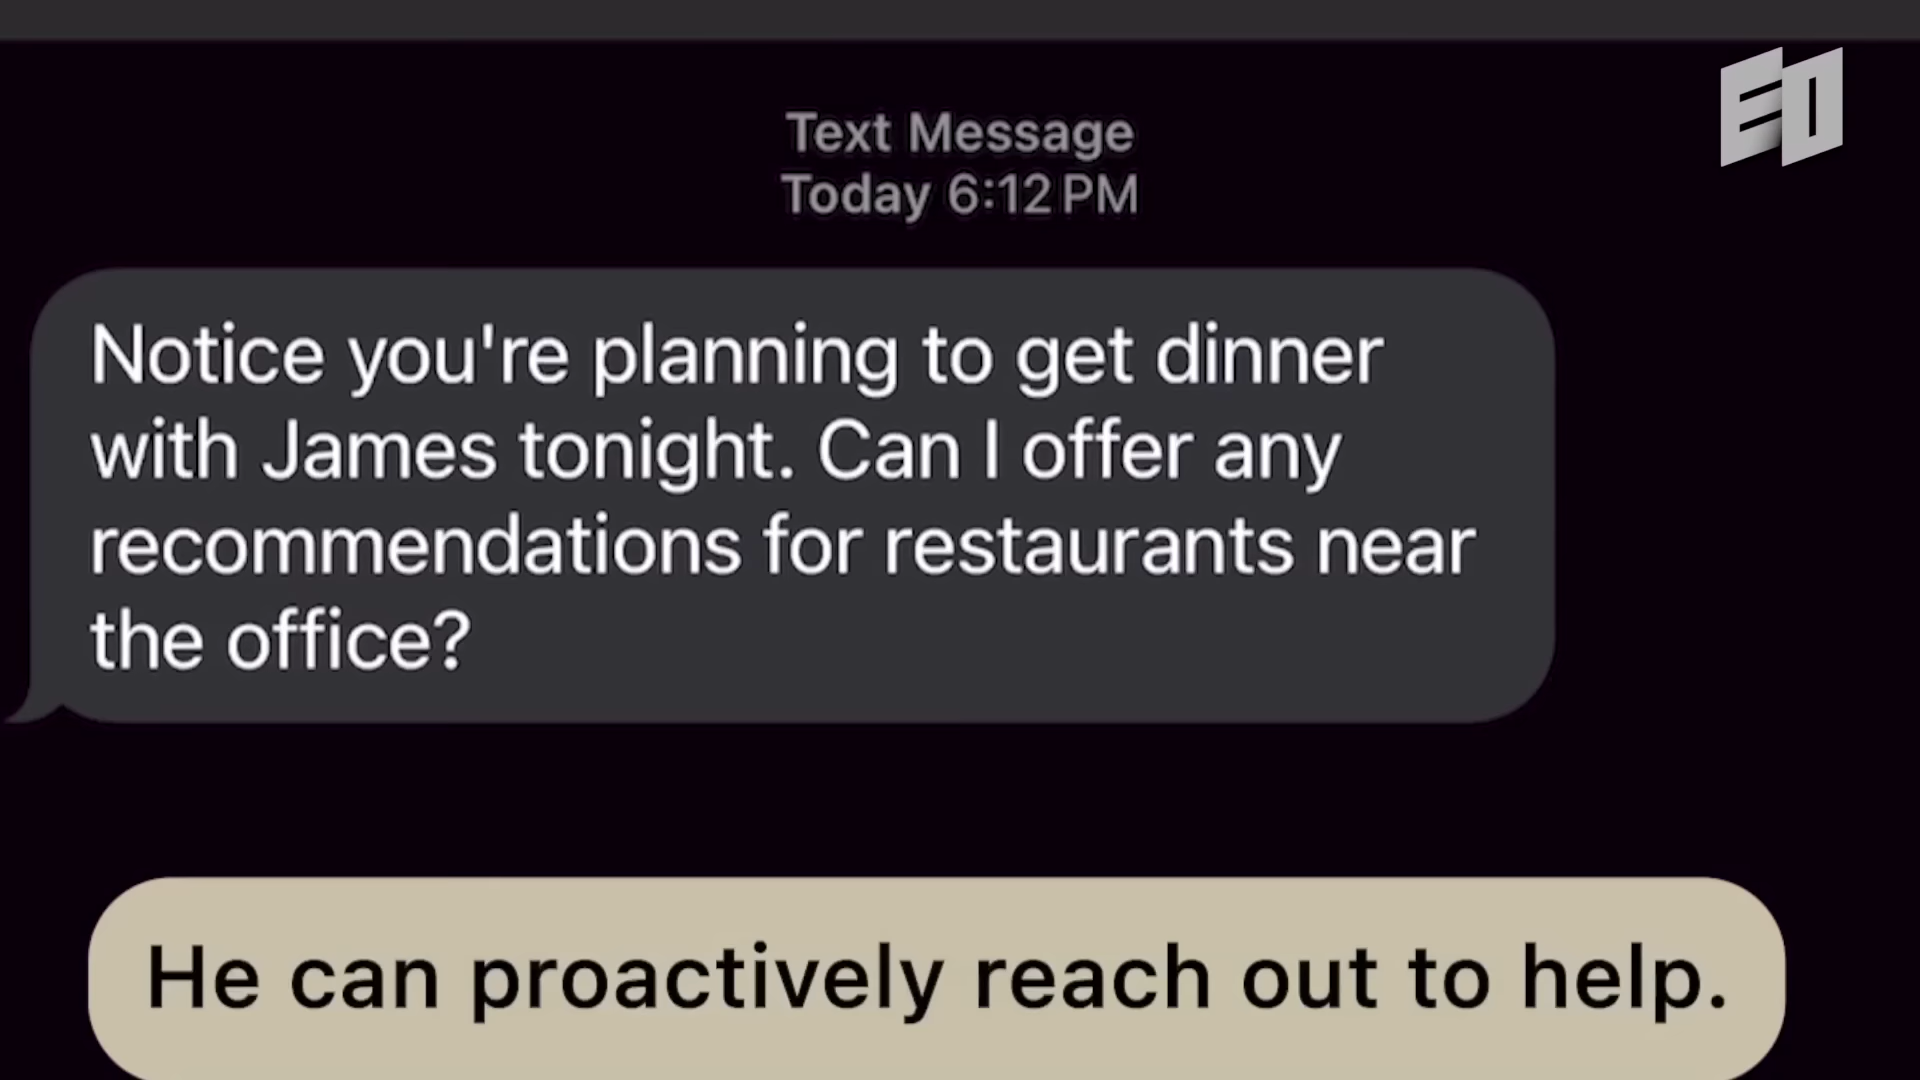 EO
Text Message
Today 6:12 PM
Notice you're planning to get dinner
with James tonight. Can I offer any
recommendations for restaurants near
the office?
He can proactively reach out to help.